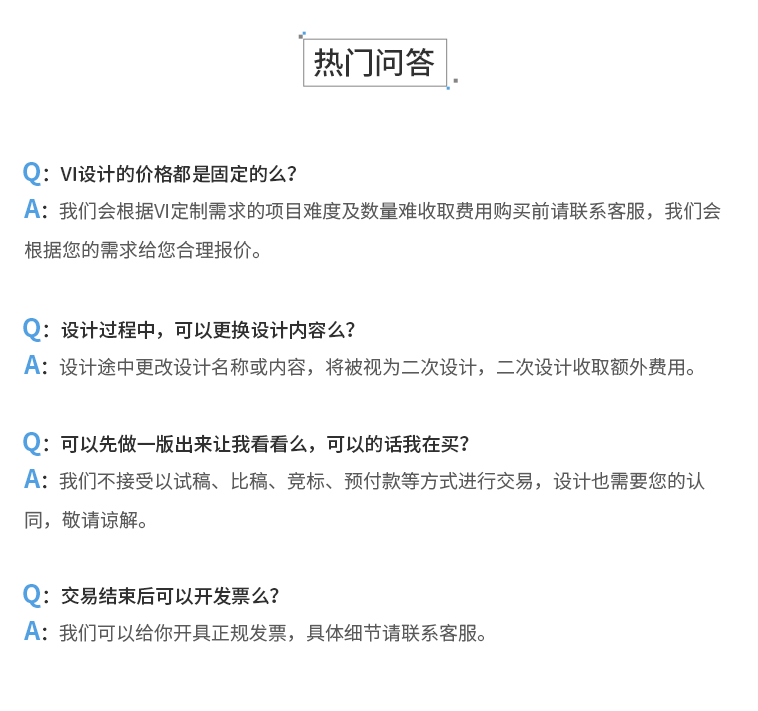 热门问答
Q：VI设计的价格都是固定的么？
A：我们会根据VI定制需求的项目难度及数量难收取费用购买前请联系客服，我们会
根据您的需求给您合理报价。
Q：设计过程中，可以更换设计内容么？
A：设计途中更改设计名称或内容，将被视为二次设计，二次设计收取额外费用。
Q：可以先做一版出来让我看看么，可以的话我在买？
A：我们不接受以试稿、比稿、竞标、预付款等方式进行交易，设计也需要您的认
同，敬请谅解。
Q：交易结束后可以开发票么？
A：我们可以给你开具正规发票，具体细节请联系客服。